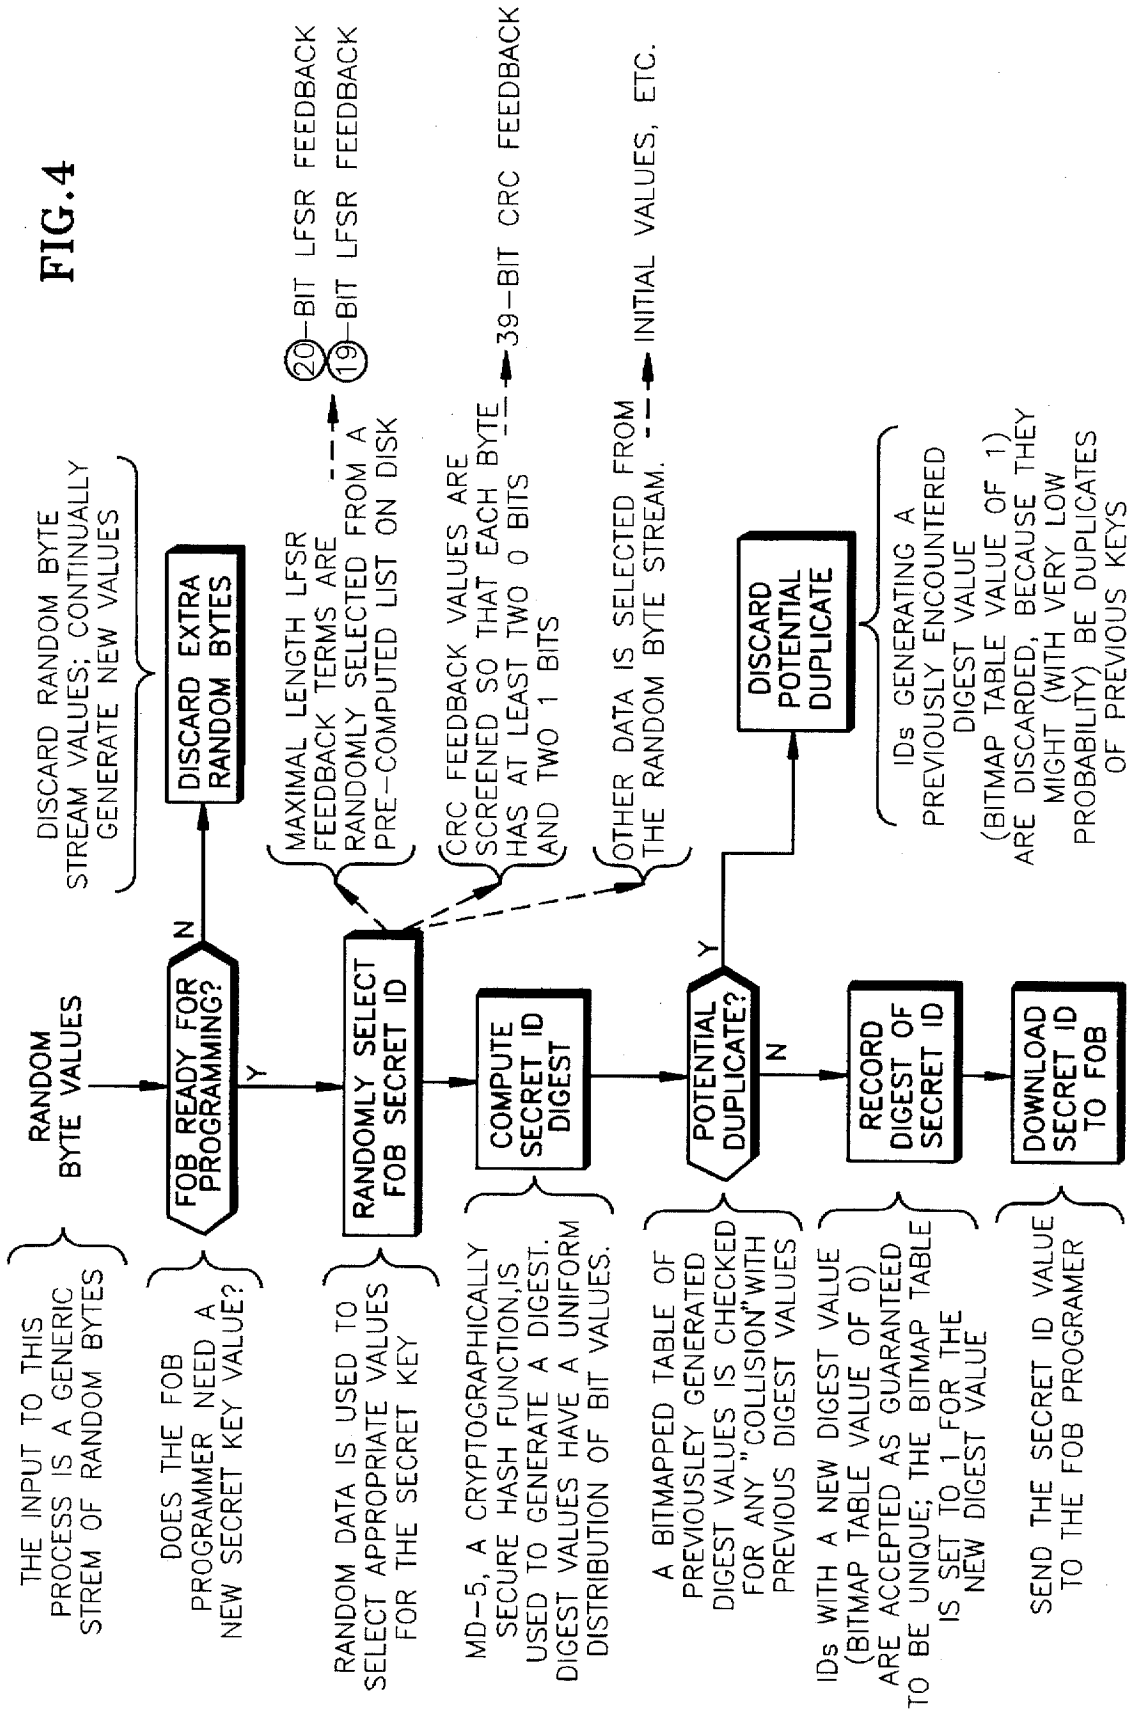 FIG.4
THE INPUT TO THIS
PROCESS IS A GENERIC
STREM OF RANDOM BYTES
RANDOM
BYTE VALUES
DISCARD RANDOM BYTE
STREAM VALUES; CONTINUALLY
GENERATE NEW VALUES
DOES THE FOB
PROGRAMMER NEED A
NEW SECRET KEY VALUE?
FOB READY FOR
PROGRAMMING?
N
DISCARD EXTRA
RANDOM BYTES
Y
RANDOM DATA IS USED TO
SELECT APPROPRIATE VALUES
FOR THE SECRET KEY
RANDOMLY SELECT
FOB SECRET ID
MAXIMAL LENGTH LFSR
FEEDBACK TERMS ARE
RANDOMLY SELECTED FROM A
PRE-COMPUTED LIST ON DISK
20-BIT LFSR FEEDBACK
19-BIT LFSR FEEDBACK
CRC FEEDBACK VALUES ARE
SCREENED SO THAT EACH BYTE
HAS AT LEAST TWO 0 BITS
AND TWO 1 BITS
39-BIT CRC FEEDBACK
OTHER DATA IS SELECTED FROM
THE RANDOM BYTE STREAM.
INITIAL VALUES, ETC.
MD-5, A CRYPTOGRAPHICALLY
SECURE HASH FUNCTION,IS
USED TO GENERATE A DIGEST.
DIGEST VALUES HAVE A UNIFORM
DISTRIBUTION OF BIT VALUES.
COMPUTE
SECRET ID
DIGEST
A BITMAPPED TABLE OF
PREVIOUSLEY GENERATED
DIGEST VALUES IS CHECKED
FOR ANY "COLLISION" WITH
PREVIOUS DIGEST VALUES
POTENTIAL
DUPLICATE?
Y
DISCARD
POTENTIAL
DUPLICATE
IDs GENERATING A
PREVIOUSLY ENCOUNTERED
DIGEST VALUE
(BITMAP TABLE VALUE OF 1)
ARE DISCARDED, BECAUSE THEY
MIGHT (WITH VERY LOW
PROBABILITY) BE DUPLICATES
OF PREVIOUS KEYS
N
IDs WITH A NEW DIGEST VALUE
(BITMAP TABLE VALUE OF 0)
ARE ACCEPTED AS GUARANTEED
TO BE UNIQUE; THE BITMAP TABLE
IS SET TO 1 FOR THE
NEW DIGEST VALUE
RECORD
DIGEST OF
SECRET ID
SEND THE SECRET ID VALUE
TO THE FOB PROGRAMER
DOWNLOAD
SECRET ID
TO FOB